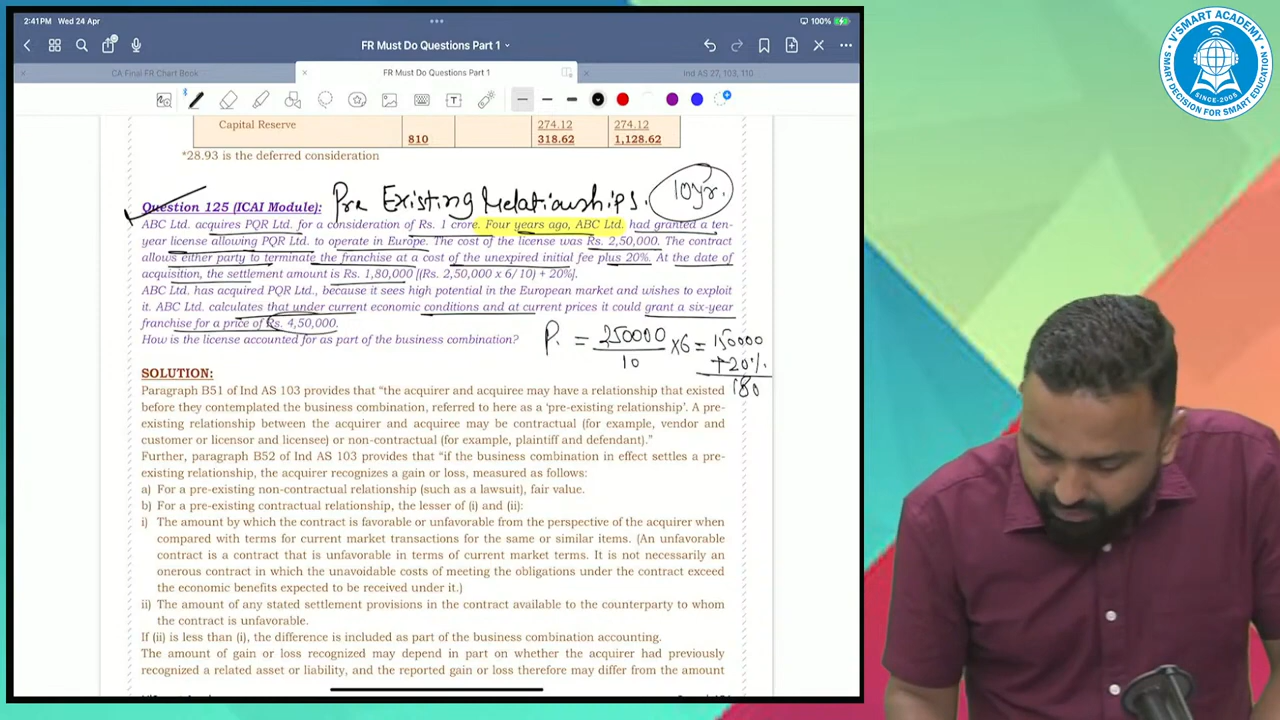 2:41PM Wed 24 Apr
100%
FR Must Do Questions Part 1
CA Final FR Chart Book
FR Must Do Questions Part 1
Ind AS 27, 103, 110
Capital Reserve 274.12 274.12
810 318.62 1,128.62
*28.93 is the deferred consideration
Pre Existing Relationships. 10yr.
Question 125 (ICAI Module):
ABC Ltd. acquires PQR Ltd. for a consideration of Rs. 1 crore. Four years ago, ABC Ltd. had granted a ten-
year license allowing PQR Ltd. to operate in Europe. The cost of the license was Rs. 2,50,000. The contract
allows either party to terminate the franchise at a cost of the unexpired initial fee plus 20%. At the date of
acquisition, the settlement amount is Rs. 1,80,000 [(Rs. 2,50,000 x 6/10) + 20%].
ABC Ltd. has acquired PQR Ltd., because it sees high potential in the European market and wishes to exploit
it. ABC Ltd. calculates that under current economic conditions and at current prices it could grant a six-year
franchise for a price of Rs. 4,50,000.
How is the license accounted for as part of the business combination?
P. = 250000 x6 = 150000
10 +20%
180
SOLUTION:
Paragraph B51 of Ind AS 103 provides that “the acquirer and acquiree may have a relationship that existed
before they contemplated the business combination, referred to here as a ‘pre-existing relationship’. A pre-
existing relationship between the acquirer and acquiree may be contractual (for example, vendor and
customer or licensor and licensee) or non-contractual (for example, plaintiff and defendant).”
Further, paragraph B52 of Ind AS 103 provides that “if the business combination in effect settles a pre-
existing relationship, the acquirer recognizes a gain or loss, measured as follows:
a) For a pre-existing non-contractual relationship (such as a lawsuit), fair value.
b) For a pre-existing contractual relationship, the lesser of (i) and (ii):
i) The amount by which the contract is favorable or unfavorable from the perspective of the acquirer when
compared with terms for current market transactions for the same or similar items. (An unfavorable
contract is a contract that is unfavorable in terms of current market terms. It is not necessarily an
onerous contract in which the unavoidable costs of meeting the obligations under the contract exceed
the economic benefits expected to be received under it.)
ii) The amount of any stated settlement provisions in the contract available to the counterparty to whom
the contract is unfavorable.
If (ii) is less than (i), the difference is included as part of the business combination accounting.
The amount of gain or loss recognized may depend in part on whether the acquirer had previously
recognized a related asset or liability, and the reported gain or loss therefore may differ from the amount
V'SMART ACADEMY
SINCE-2005
SMART DECISION FOR SMART EDUCATION